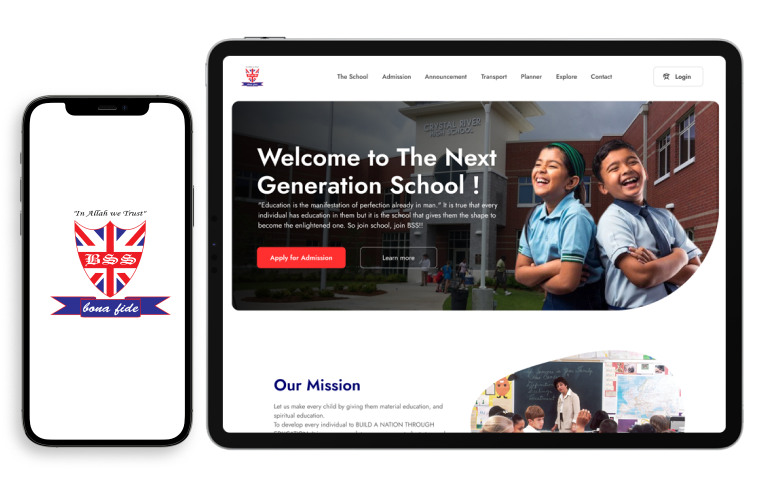 "In Allah we Trust"
BSS
bona fide
The School Admission Announcement Transport Planner Explore Contact Login
CRYSTAL RIVER
HIGH SCHOOL
Welcome to The Next
Generation School !
"Education is the manifestation of perfection already in man." It is true that every
individual has education in them but it is the school that gives them the shape to
become the enlightened one. So join school, join BSS!!
Apply for Admission Learn more
Our Mission
Let us make every child by giving them material education, and
spiritual education.
To develop every individual to BUILD A NATION THROUGH